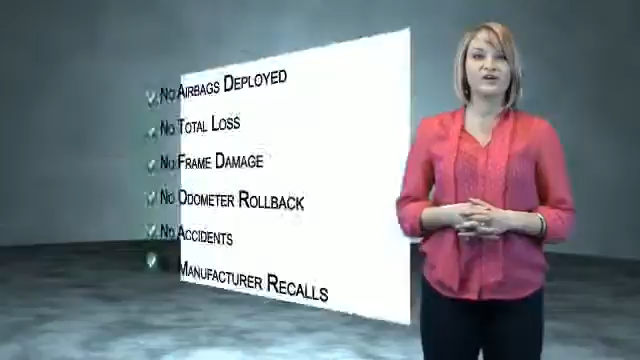 No Airbags Deployed
No Total Loss
No Frame Damage
No Odometer Rollback
No Accidents
Manufacturer Recalls